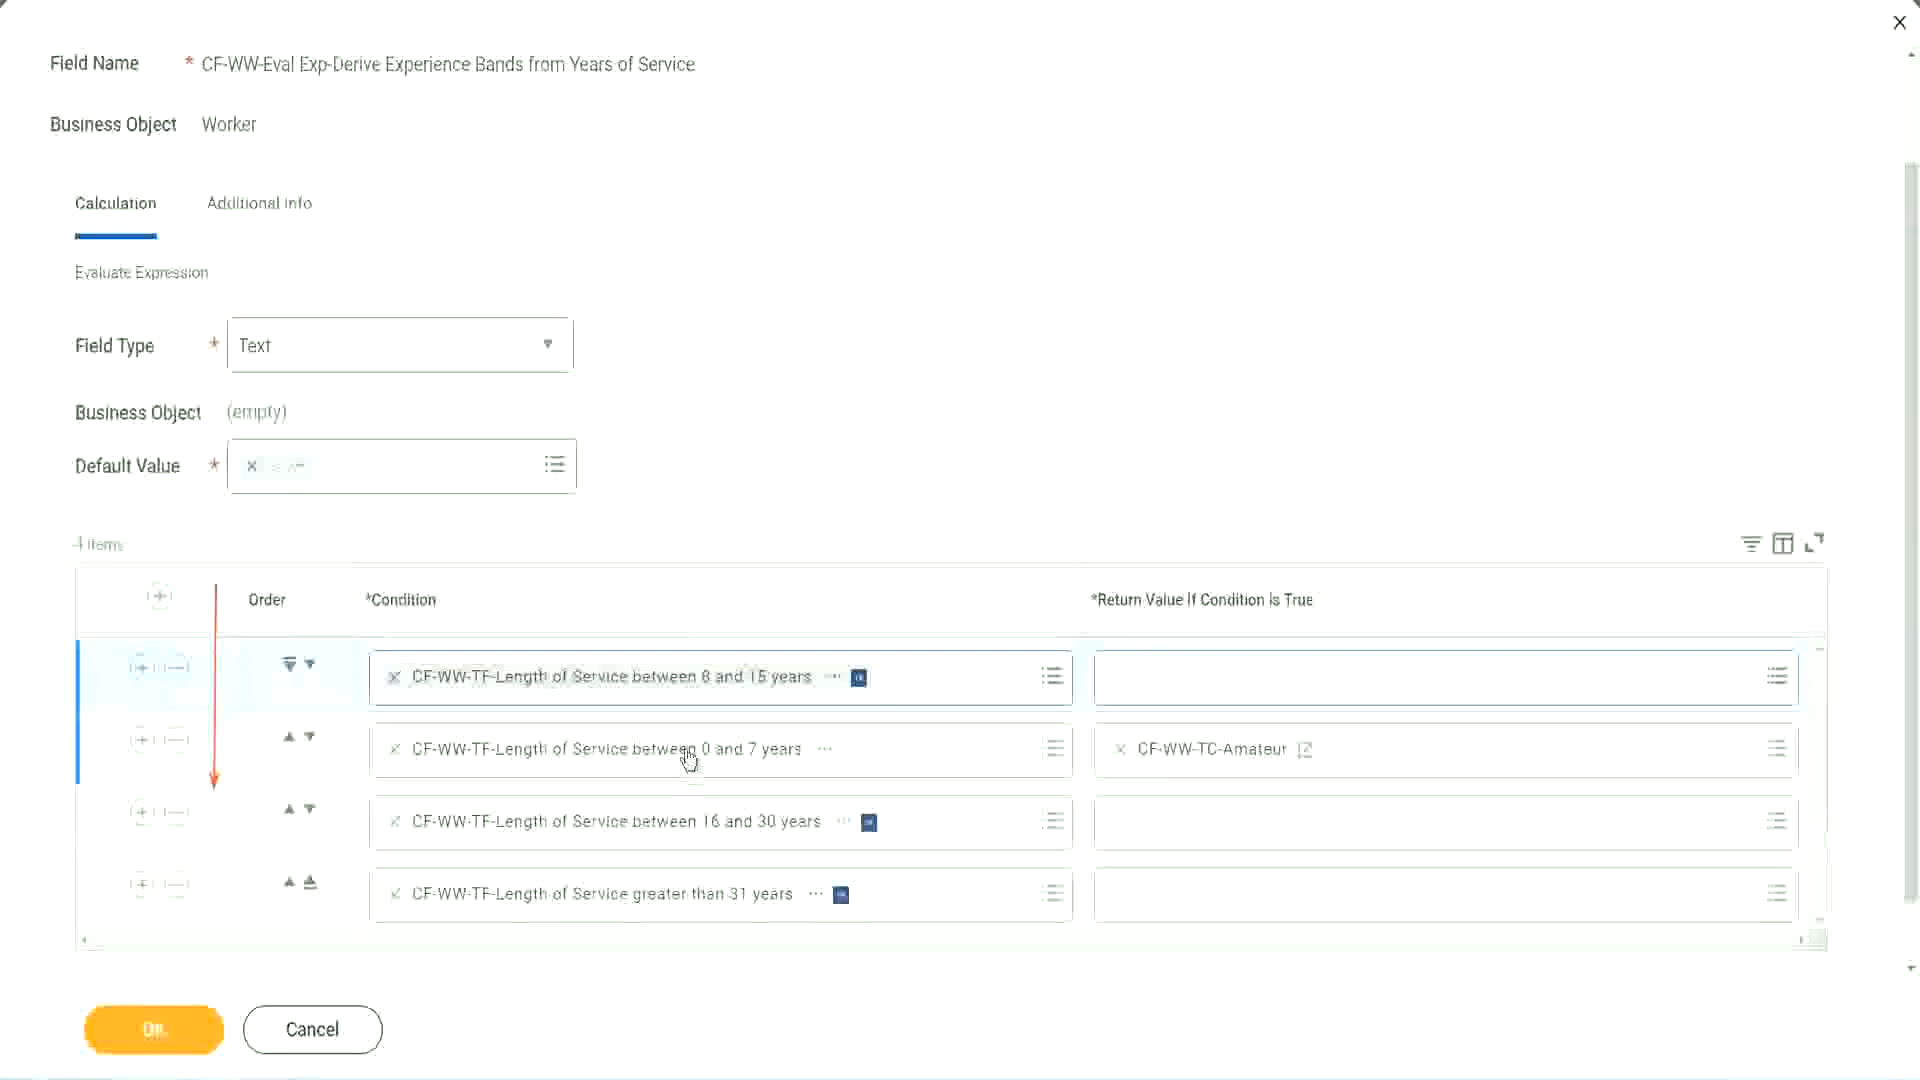 Field Name * CF-WW-Eval Exp-Derive Experience Bands from Years of Service
Business Object Worker
Calculation Additional Info
Evaluate Expression
Field Type * Text
Business Object (empty)
Default Value *
4 items
Order *Condition *Return Value if Condition is True
CF-WW-TF-Length of Service between 8 and 15 years
CF-WW-TF-Length of Service between 0 and 7 years CF-WW-TC-Amateur
CF-WW-TF-Length of Service between 16 and 30 years
CF-WW-TF-Length of Service greater than 31 years
OK Cancel